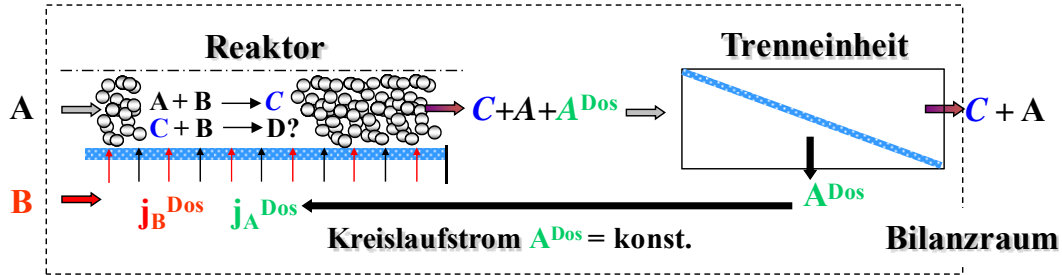 Reaktor
Trenneinheit
A
A + B → C
C + B → D?
C+A+A^Dos
C + A
B
j_B^Dos
j_A^Dos
A^Dos
Kreislaufstrom A^Dos = konst.
Bilanzraum